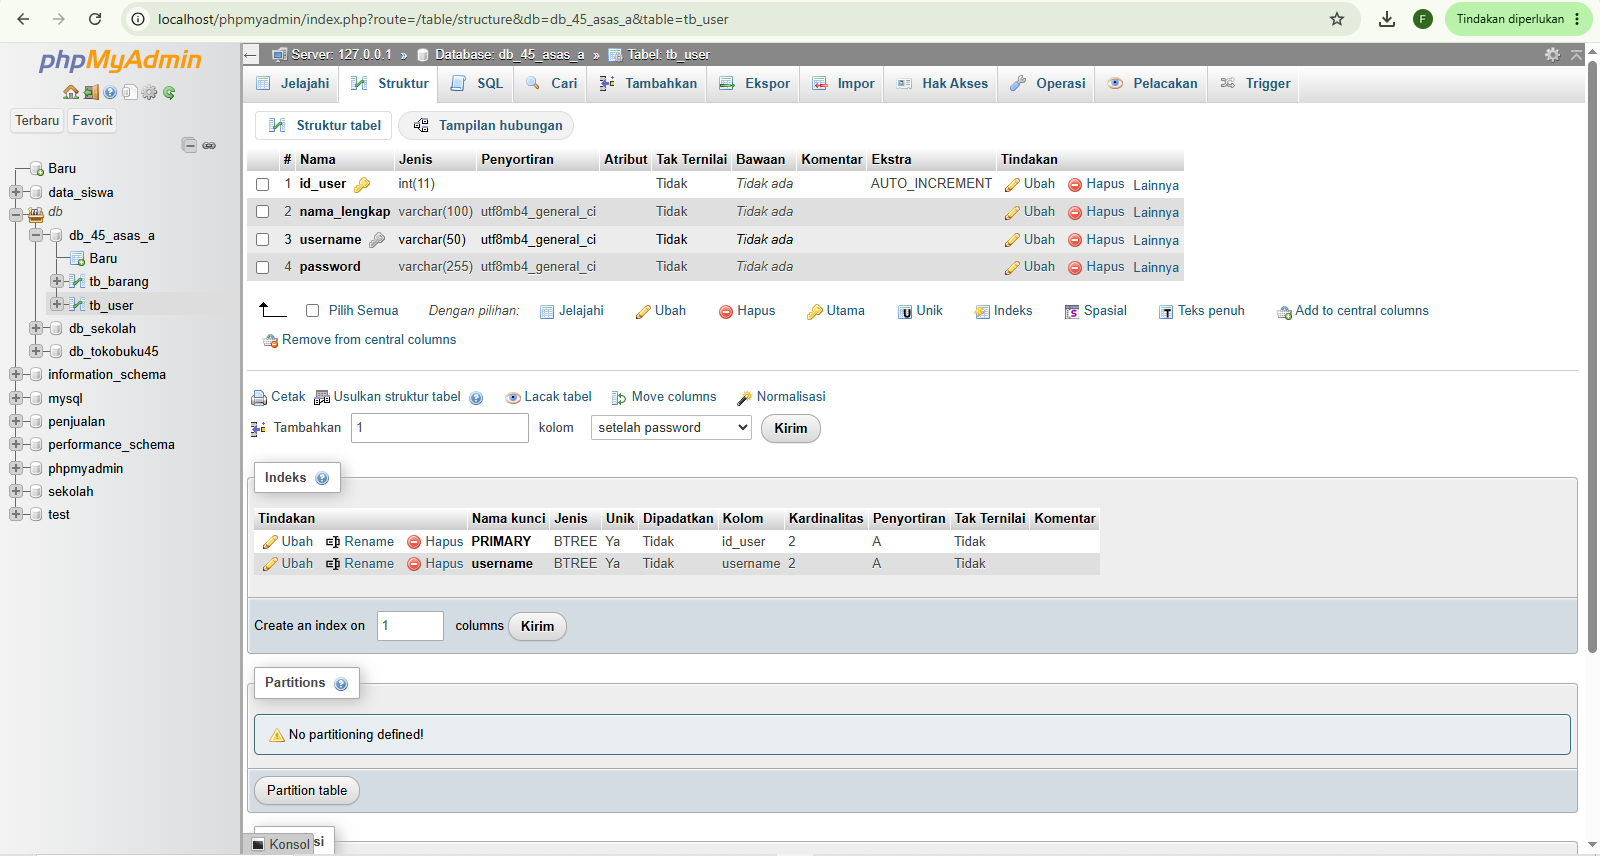 localhost/phpmyadmin/index.php?route=/table/structure&db=db_45_asas_a&table=tb_user
F
Tindakan diperlukan
phpMyAdmin
Terbaru Favorit
Baru
data_siswa
db
db_45_asas_a
Baru
tb_barang
tb_user
db_sekolah
db_tokobuku45
information_schema
mysql
penjualan
performance_schema
phpmyadmin
sekolah
test
Server: 127.0.0.1 » Database: db_45_asas_a » Tabel: tb_user
Jelajahi Struktur SQL Cari Tambahkan Ekspor Impor Hak Akses Operasi Pelacakan Trigger
Struktur tabel Tampilan hubungan
# Nama Jenis Penyortiran Atribut Tak Ternilai Bawaan Komentar Ekstra Tindakan
1 id_user int(11) Tidak Tidak ada AUTO_INCREMENT Ubah Hapus Lainnya
2 nama_lengkap varchar(100) utf8mb4_general_ci Tidak Tidak ada Ubah Hapus Lainnya
3 username varchar(50) utf8mb4_general_ci Tidak Tidak ada Ubah Hapus Lainnya
4 password varchar(255) utf8mb4_general_ci Tidak Tidak ada Ubah Hapus Lainnya
Pilih Semua Dengan pilihan: Jelajahi Ubah Hapus Utama Unik Indeks Spasial Teks penuh Add to central columns
Remove from central columns
Cetak Usulkan struktur tabel Lacak tabel Move columns Normalisasi
Tambahkan 1 kolom setelah password Kirim
Indeks
Tindakan Nama kunci Jenis Unik Dipadatkan Kolom Kardinalitas Penyortiran Tak Ternilai Komentar
Ubah Rename Hapus PRIMARY BTREE Ya Tidak id_user 2 A Tidak
Ubah Rename Hapus username BTREE Ya Tidak username 2 A Tidak
Create an index on 1 columns Kirim
Partitions
No partitioning defined!
Partition table
Konsol si